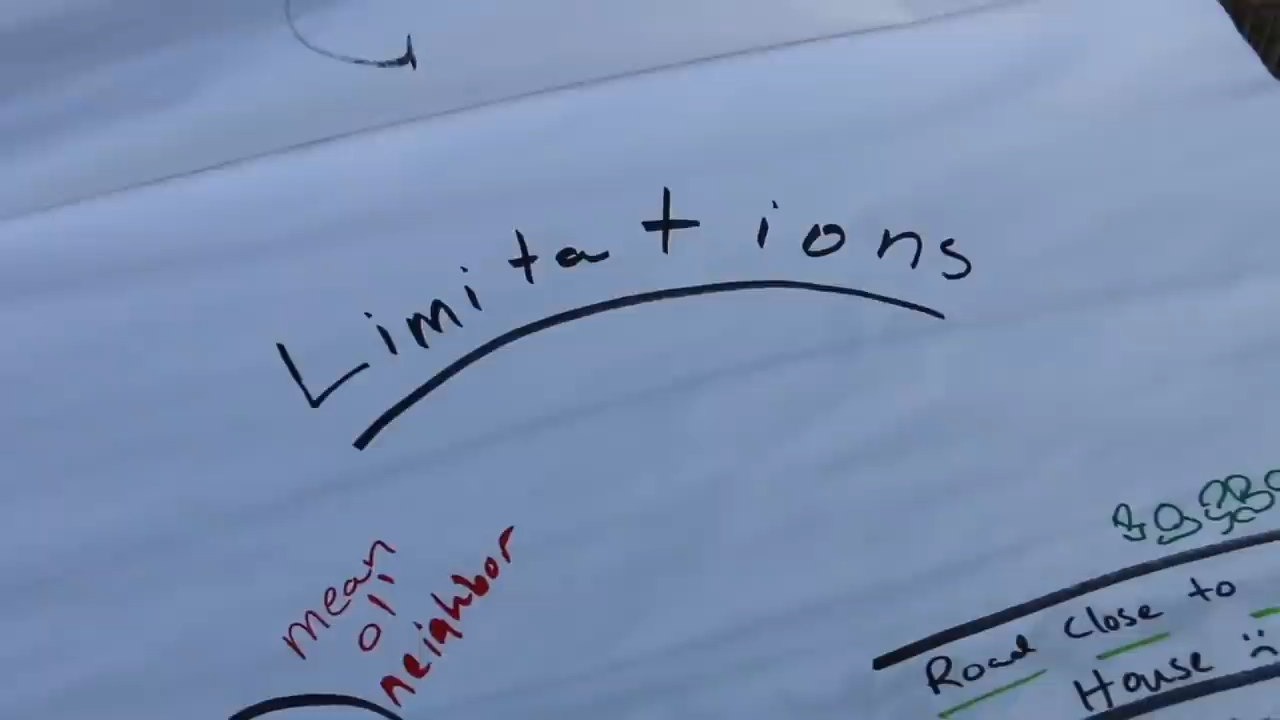 Limitations
mean
ol'
neighbor
Road Close to
House :(